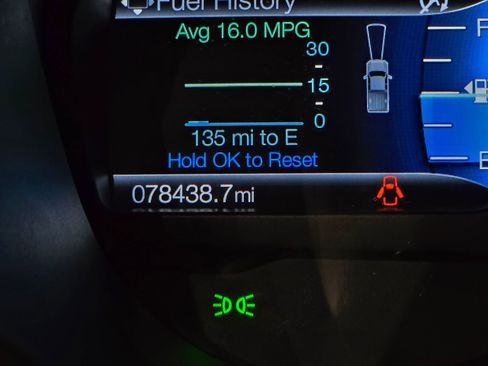 Fuel History
Avg 16.0 MPG
30
15
0
135 mi to E
Hold OK to Reset
F
E
078438.7mi